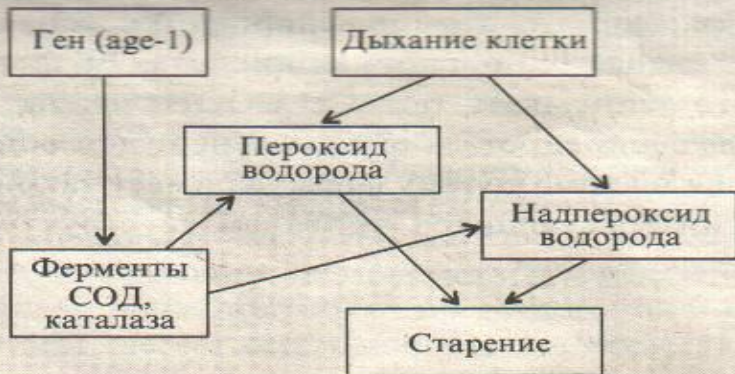 Ген (age-1)
Дыхание клетки
Пероксид
водорода
Надпероксид
водорода
Ферменты
СОД,
каталаза
Старение